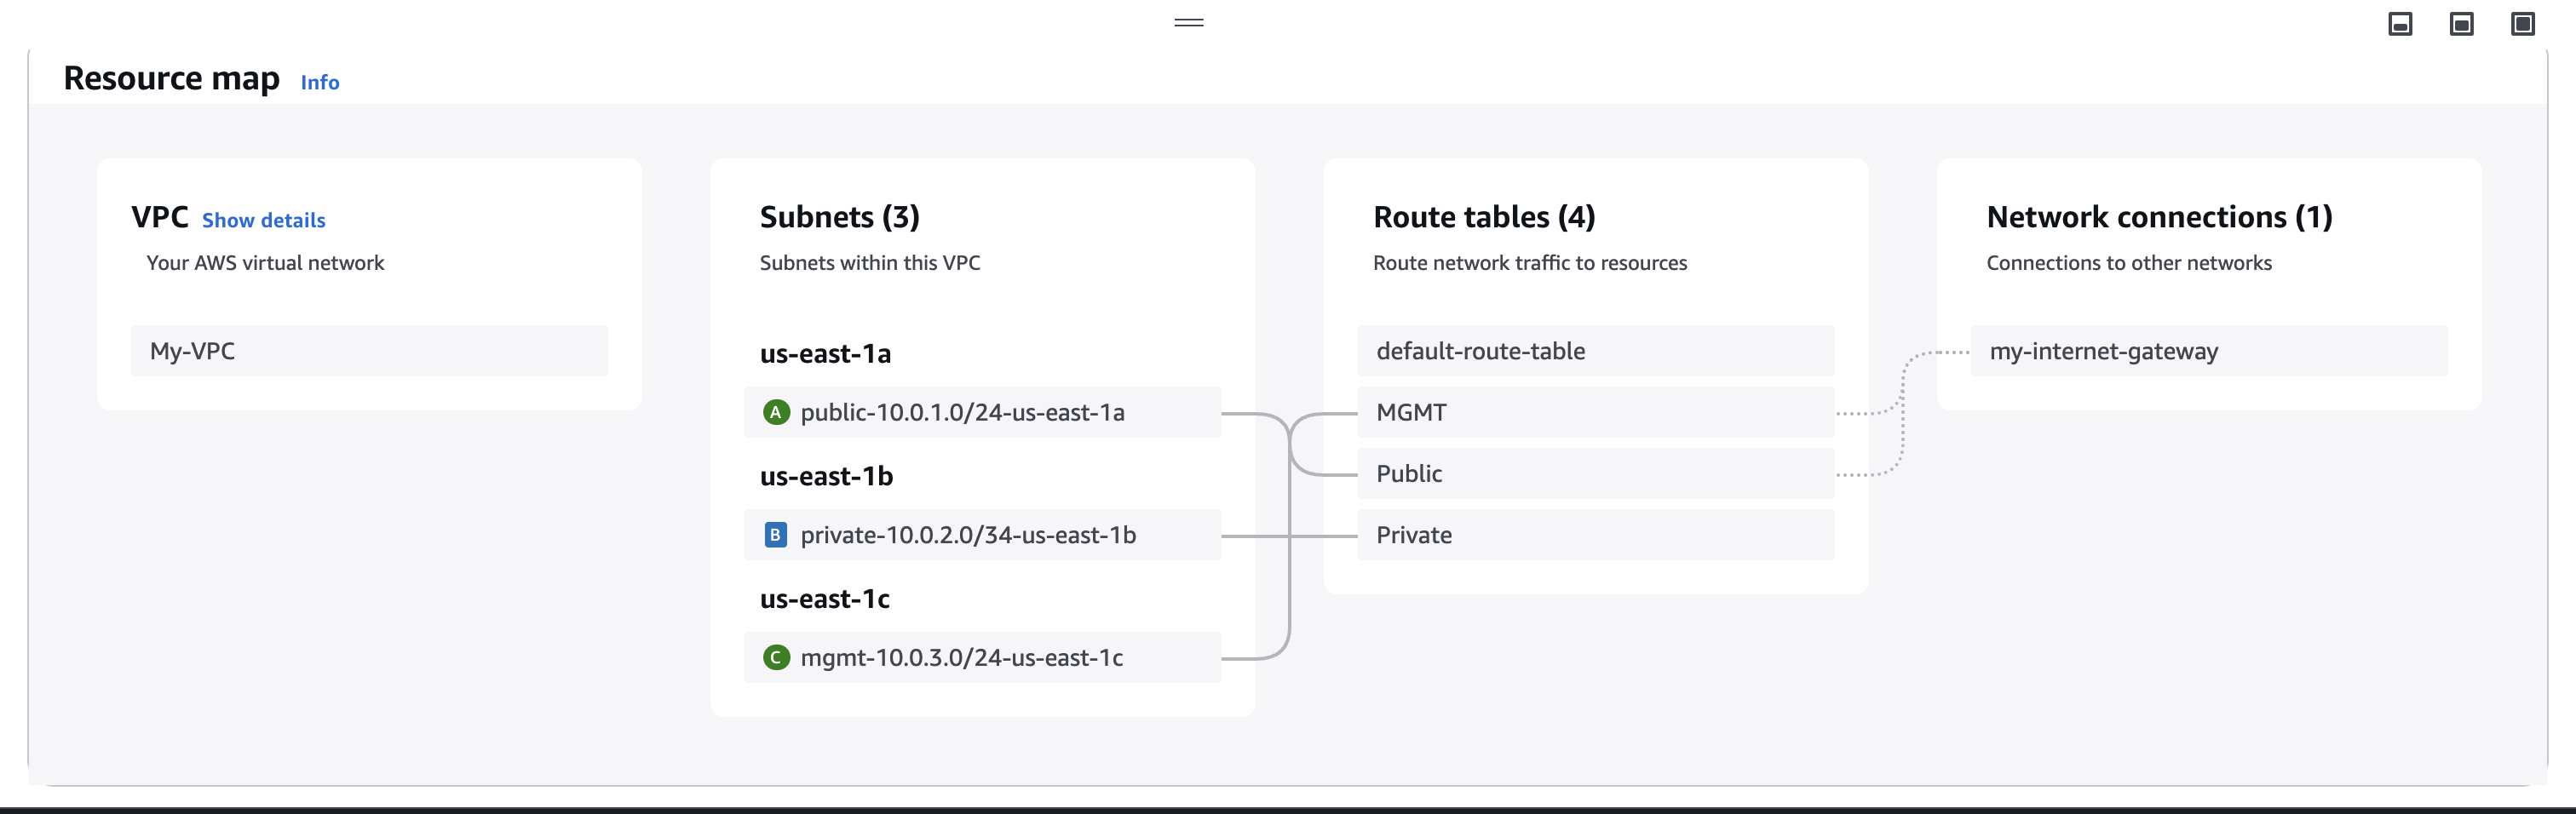 Resource map Info
VPC Show details
Your AWS virtual network
My-VPC
Subnets (3)
Subnets within this VPC
us-east-1a
A public-10.0.1.0/24-us-east-1a
us-east-1b
B private-10.0.2.0/34-us-east-1b
us-east-1c
C mgmt-10.0.3.0/24-us-east-1c
Route tables (4)
Route network traffic to resources
default-route-table
MGMT
Public
Private
Network connections (1)
Connections to other networks
my-internet-gateway